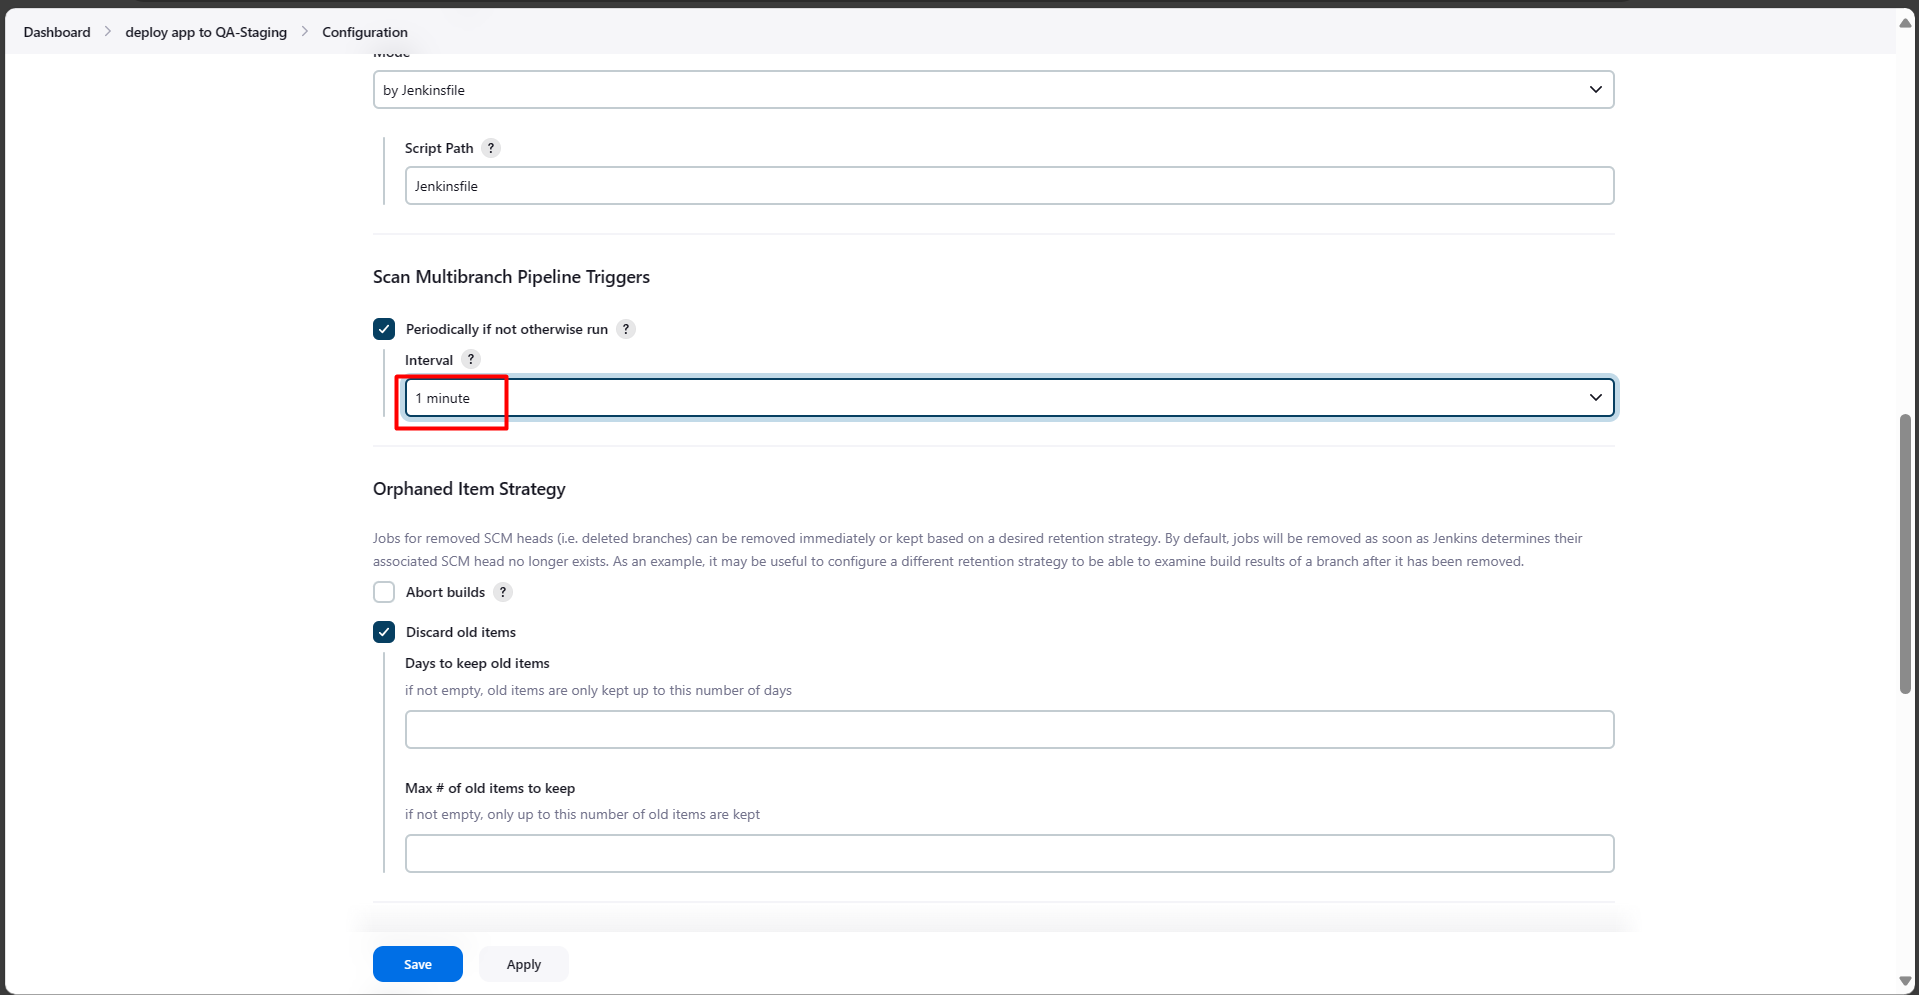 Dashboard > deploy app to QA-Staging > Configuration
Mode
by Jenkinsfile
Script Path ?
Jenkinsfile
Scan Multibranch Pipeline Triggers
Periodically if not otherwise run ?
Interval ?
1 minute
Orphaned Item Strategy
Jobs for removed SCM heads (i.e. deleted branches) can be removed immediately or kept based on a desired retention strategy. By default, jobs will be removed as soon as Jenkins determines their
associated SCM head no longer exists. As an example, it may be useful to configure a different retention strategy to be able to examine build results of a branch after it has been removed.
Abort builds ?
Discard old items
Days to keep old items
if not empty, old items are only kept up to this number of days
Max # of old items to keep
if not empty, only up to this number of old items are kept
Save Apply